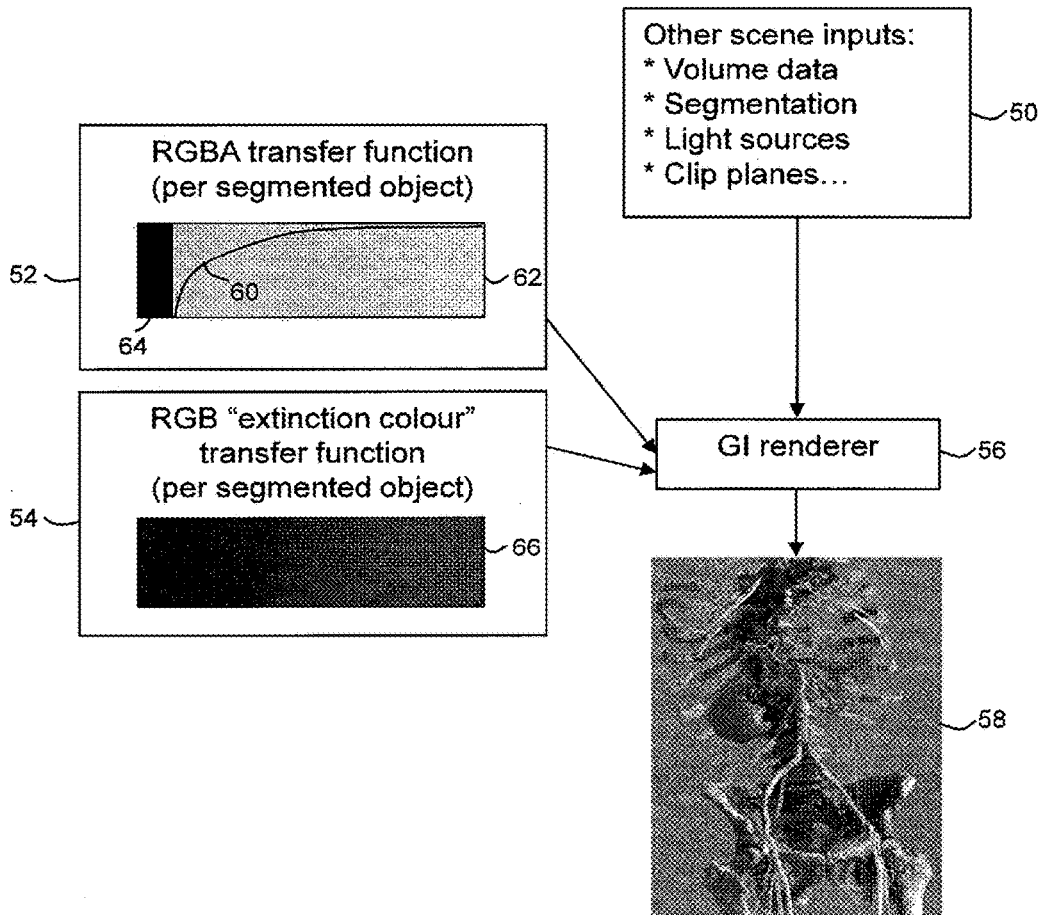 Other scene inputs:
* Volume data
* Segmentation
* Light sources
* Clip planes...
50
RGBA transfer function
(per segmented object)
52
60
62
64
RGB “extinction colour”
transfer function
(per segmented object)
54
66
GI renderer
56
58